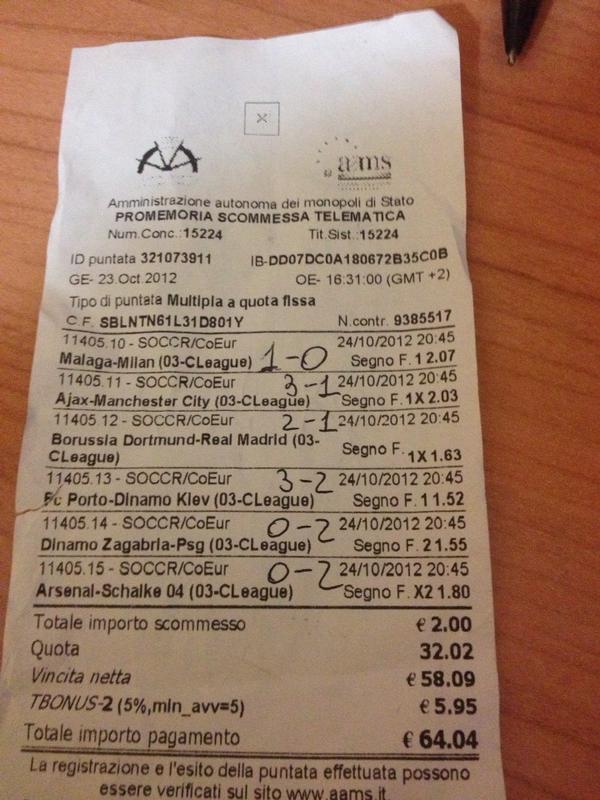 aams
Amministrazione autonoma dei monopoli di Stato
PROMEMORIA SCOMMESSA TELEMATICA
Num.Conc.:15224 Tit.Sist.:15224
ID puntata 321073911 IB-DD07DC0A180672B35C0B
GE- 23.Oct.2012 OE- 16:31:00 (GMT +2)
Tipo di puntata Multipla a quota fissa
C.F. SBLNTN61L31D801Y N.contr. 9385517
11405.10 - SOCCR/CoEur 24/10/2012 20:45
Malaga-Milan (03-CLeague) 1-0 Segno F. 1 2.07
11405.11 - SOCCR/CoEur 3-1 24/10/2012 20:45
Ajax-Manchester City (03-CLeague) Segno F. 1X 2.03
11405.12 - SOCCR/CoEur 2-1 24/10/2012 20:45
Borussia Dortmund-Real Madrid (03-
CLeague) Segno F. 1X 1.63
11405.13 - SOCCR/CoEur 3-2 24/10/2012 20:45
Fc Porto-Dinamo Kiev (03-CLeague) Segno F. 1 1.52
11405.14 - SOCCR/CoEur 0-2 24/10/2012 20:45
Dinamo Zagabria-Psg (03-CLeague) Segno F. 2 1.55
11405.15 - SOCCR/CoEur 0-2 24/10/2012 20:45
Arsenal-Schalke 04 (03-CLeague) Segno F. X2 1.80
Totale importo scommesso € 2.00
Quota 32.02
Vincita netta € 58.09
TBONUS-2 (5%,min_avv=5) € 5.95
Totale importo pagamento € 64.04
La registrazione e l'esito della puntata effettuata possono
essere verificati sul sito www.aams.it